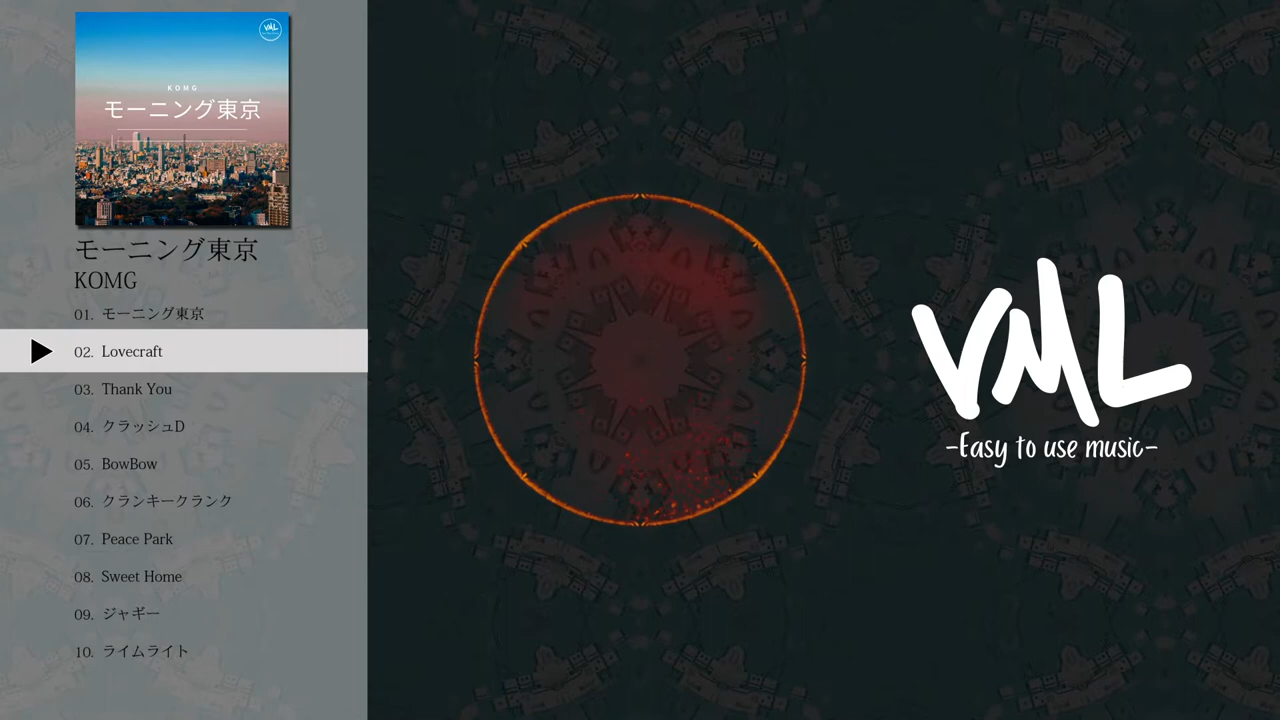 VML
KOMG
モーニング東京
モーニング東京
KOMG
01. モーニング東京
02. Lovecraft
03. Thank You
04. クラッシュD
05. BowBow
06. クランキークランク
07. Peace Park
08. Sweet Home
09. ジャギー
10. ライムライト
VML
-Easy to use music-